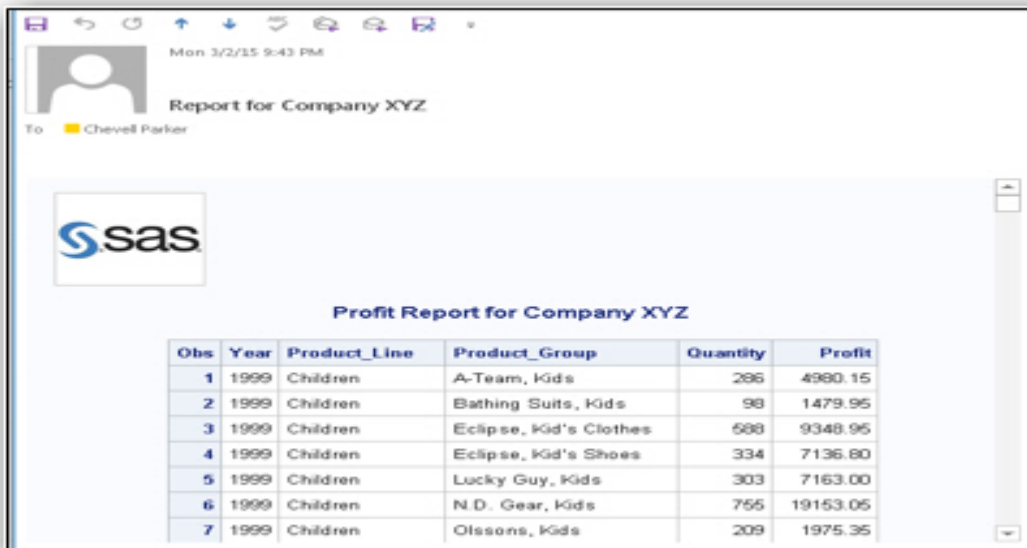 Mon 3/2/15 9:43 PM
Report for Company XYZ
To Chevell Parker
sas
Profit Report for Company XYZ
Obs Year Product_Line Product_Group Quantity Profit
1 1999 Children A-Team, Kids 286 4980.15
2 1999 Children Bathing Suits, Kids 98 1479.95
3 1999 Children Eclipse, Kid's Clothes 588 9348.95
4 1999 Children Eclipse, Kid's Shoes 334 7136.80
5 1999 Children Lucky Guy, Kids 303 7163.00
6 1999 Children N.D. Gear, Kids 755 19153.05
7 1999 Children Olssons, Kids 209 1975.35